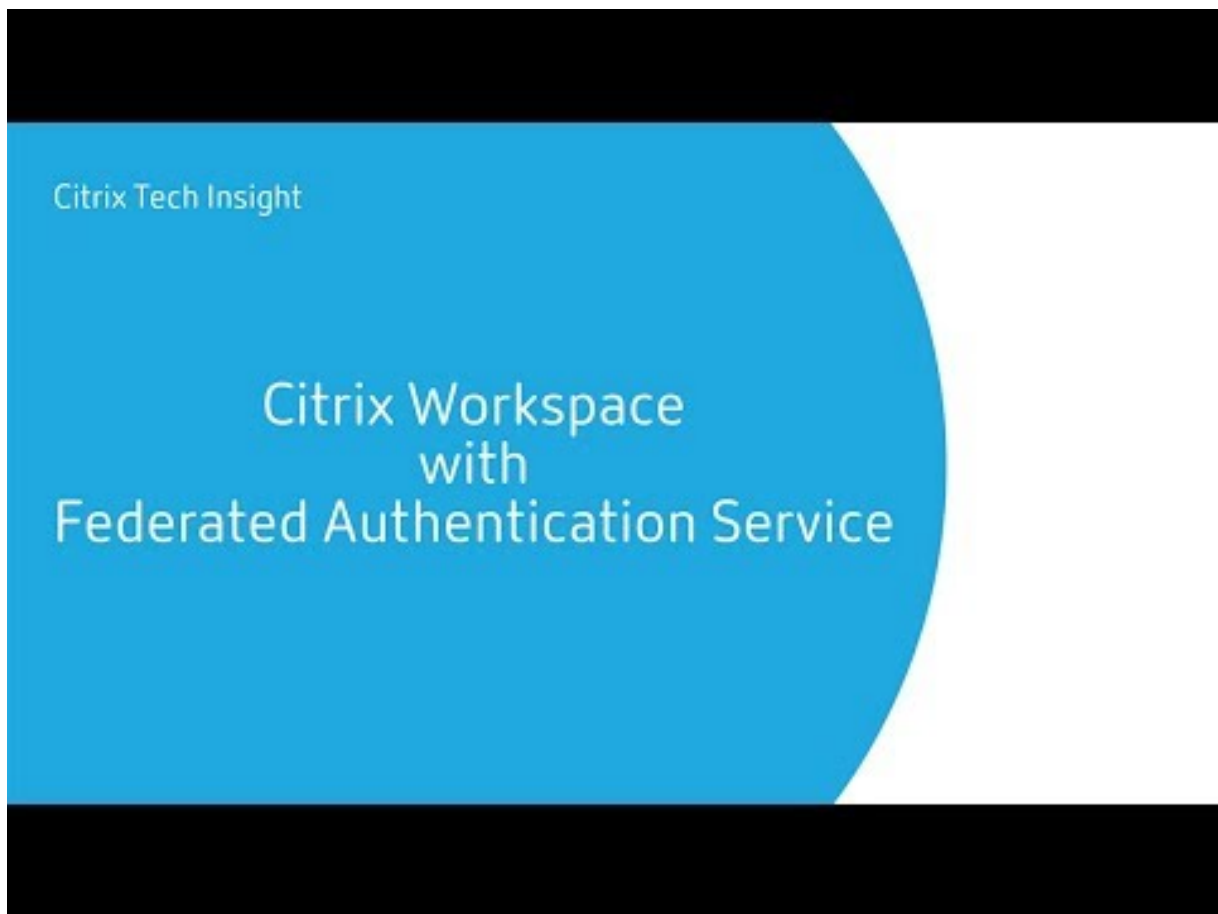 Citrix Tech Insight
Citrix Workspace
with
Federated Authentication Service